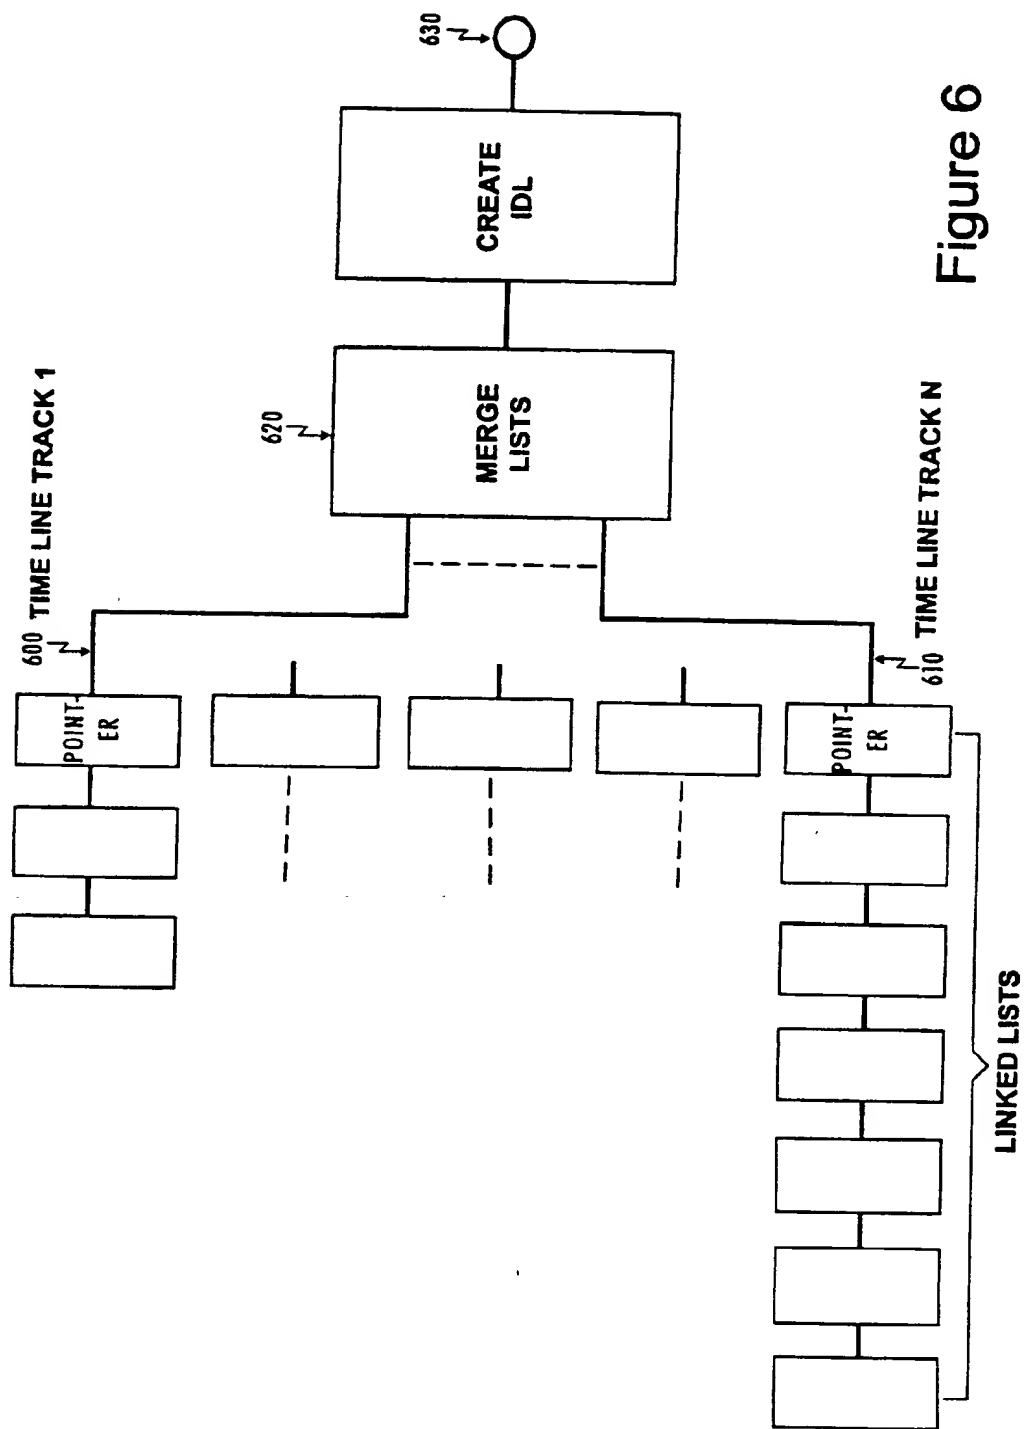 600 TIME LINE TRACK 1
POINT-
ER
620
MERGE
LISTS
CREATE
IDL
630
610 TIME LINE TRACK N
POINT-
ER
LINKED LISTS
Figure 6